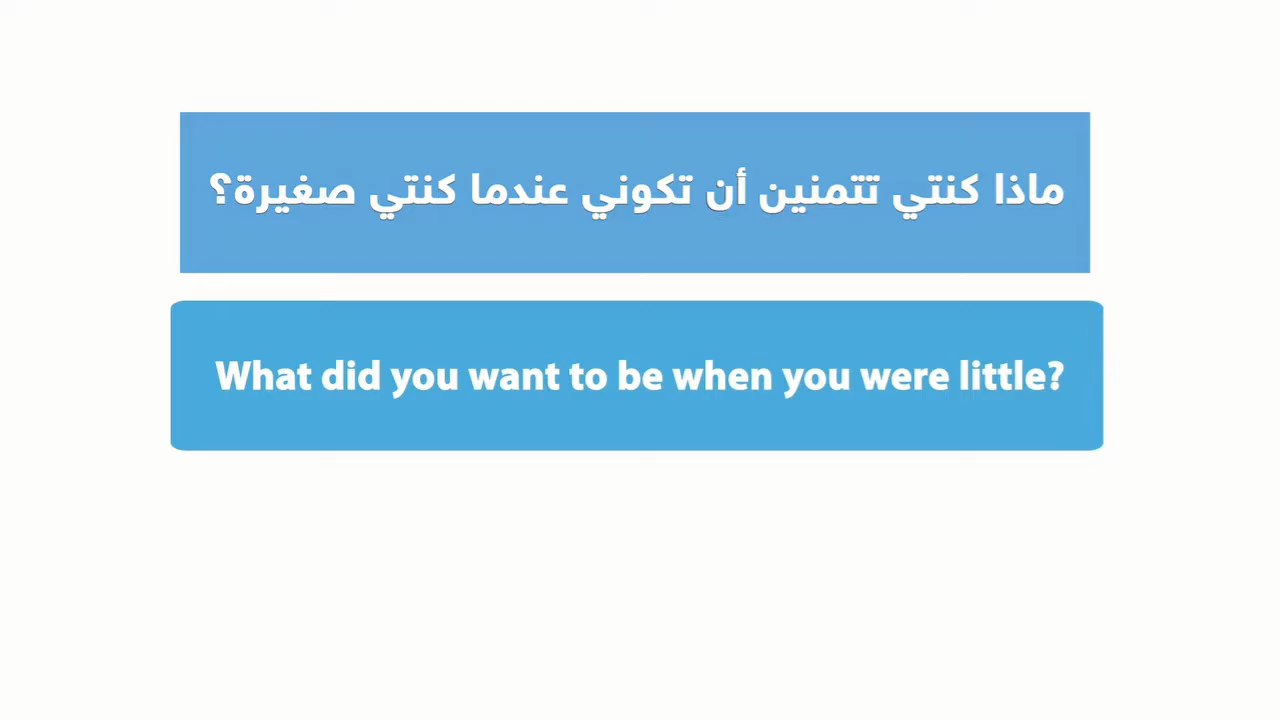 ماذا كنتي تتمنين أن تكوني عندما كنتي صغيرة؟
What did you want to be when you were little?